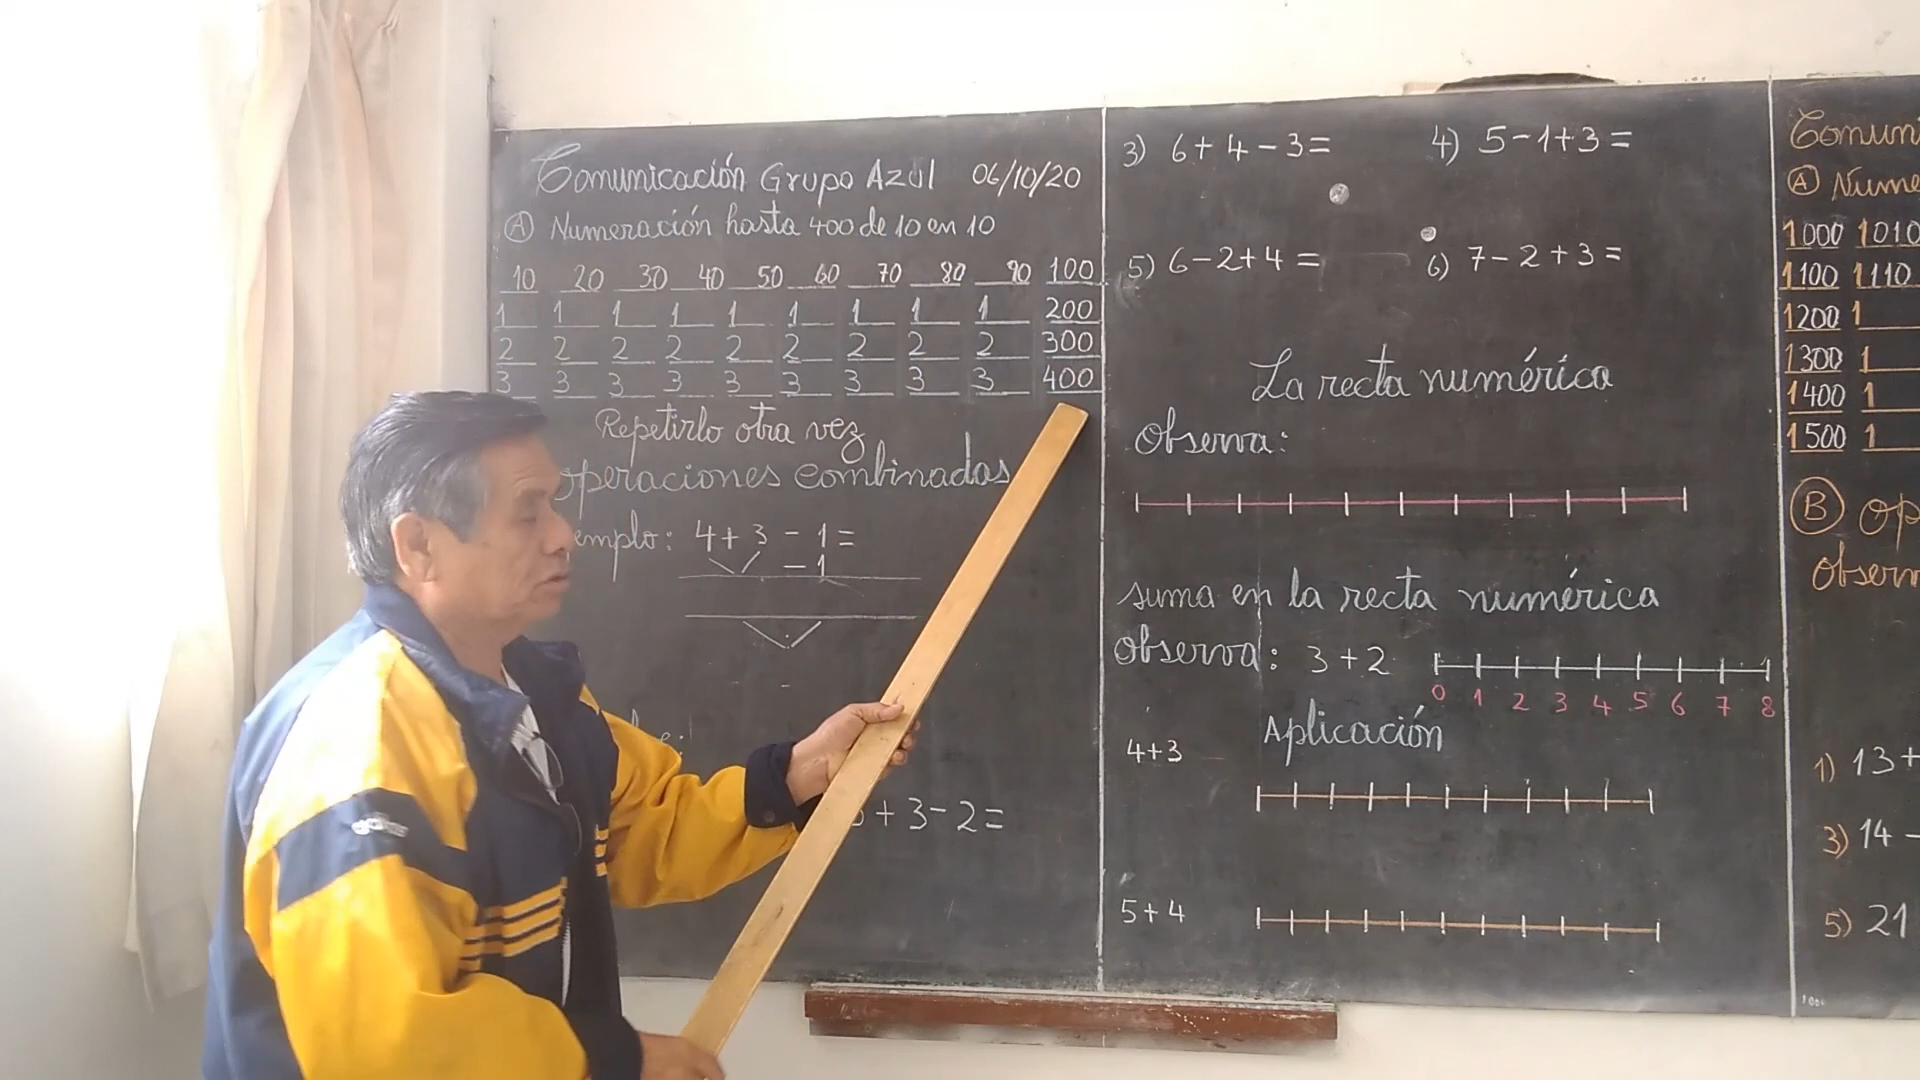 Comunicación Grupo Azul 06/10/20
Ⓐ Numeración hasta 400 de 10 en 10
10 20 30 40 50 60 70 80 90 100
1 1 1 1 1 1 1 1 1 200
2 2 2 2 2 2 2 2 2 300
3 3 3 3 3 3 3 3 3 400
Repetirlo otra vez
operaciones combinadas
emplo: 4+3-1=
-1
-
+3-2=
3) 6+4-3= 4) 5-1+3=
5) 6-2+4= 6) 7-2+3=
La recta numérica
Observa:
suma en la recta numérica
Observa: 3+2
0 1 2 3 4 5 6 7 8
Aplicación
4+3
5+4
Comuni
Ⓐ Nume
1000 1010
1100 1110
1200 1
1300 1
1400 1
1500 1
Ⓑ Op
Observ
1) 13+
3) 14-
5) 21